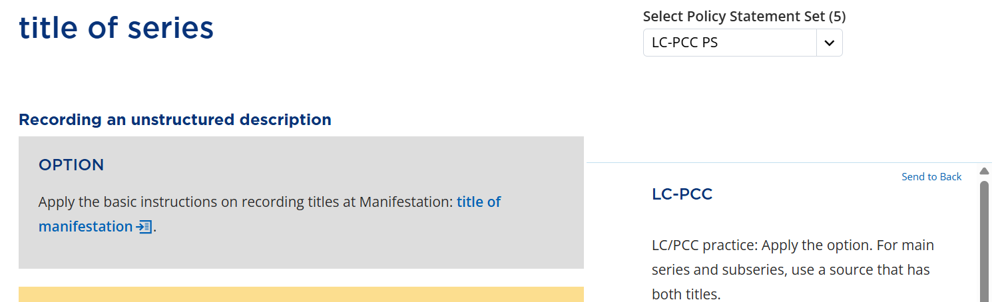 title of series
Select Policy Statement Set (5)
LC-PCC PS
Recording an unstructured description
OPTION
Apply the basic instructions on recording titles at Manifestation: title of
manifestation.
Send to Back
LC-PCC
LC/PCC practice: Apply the option. For main
series and subseries, use a source that has
both titles.